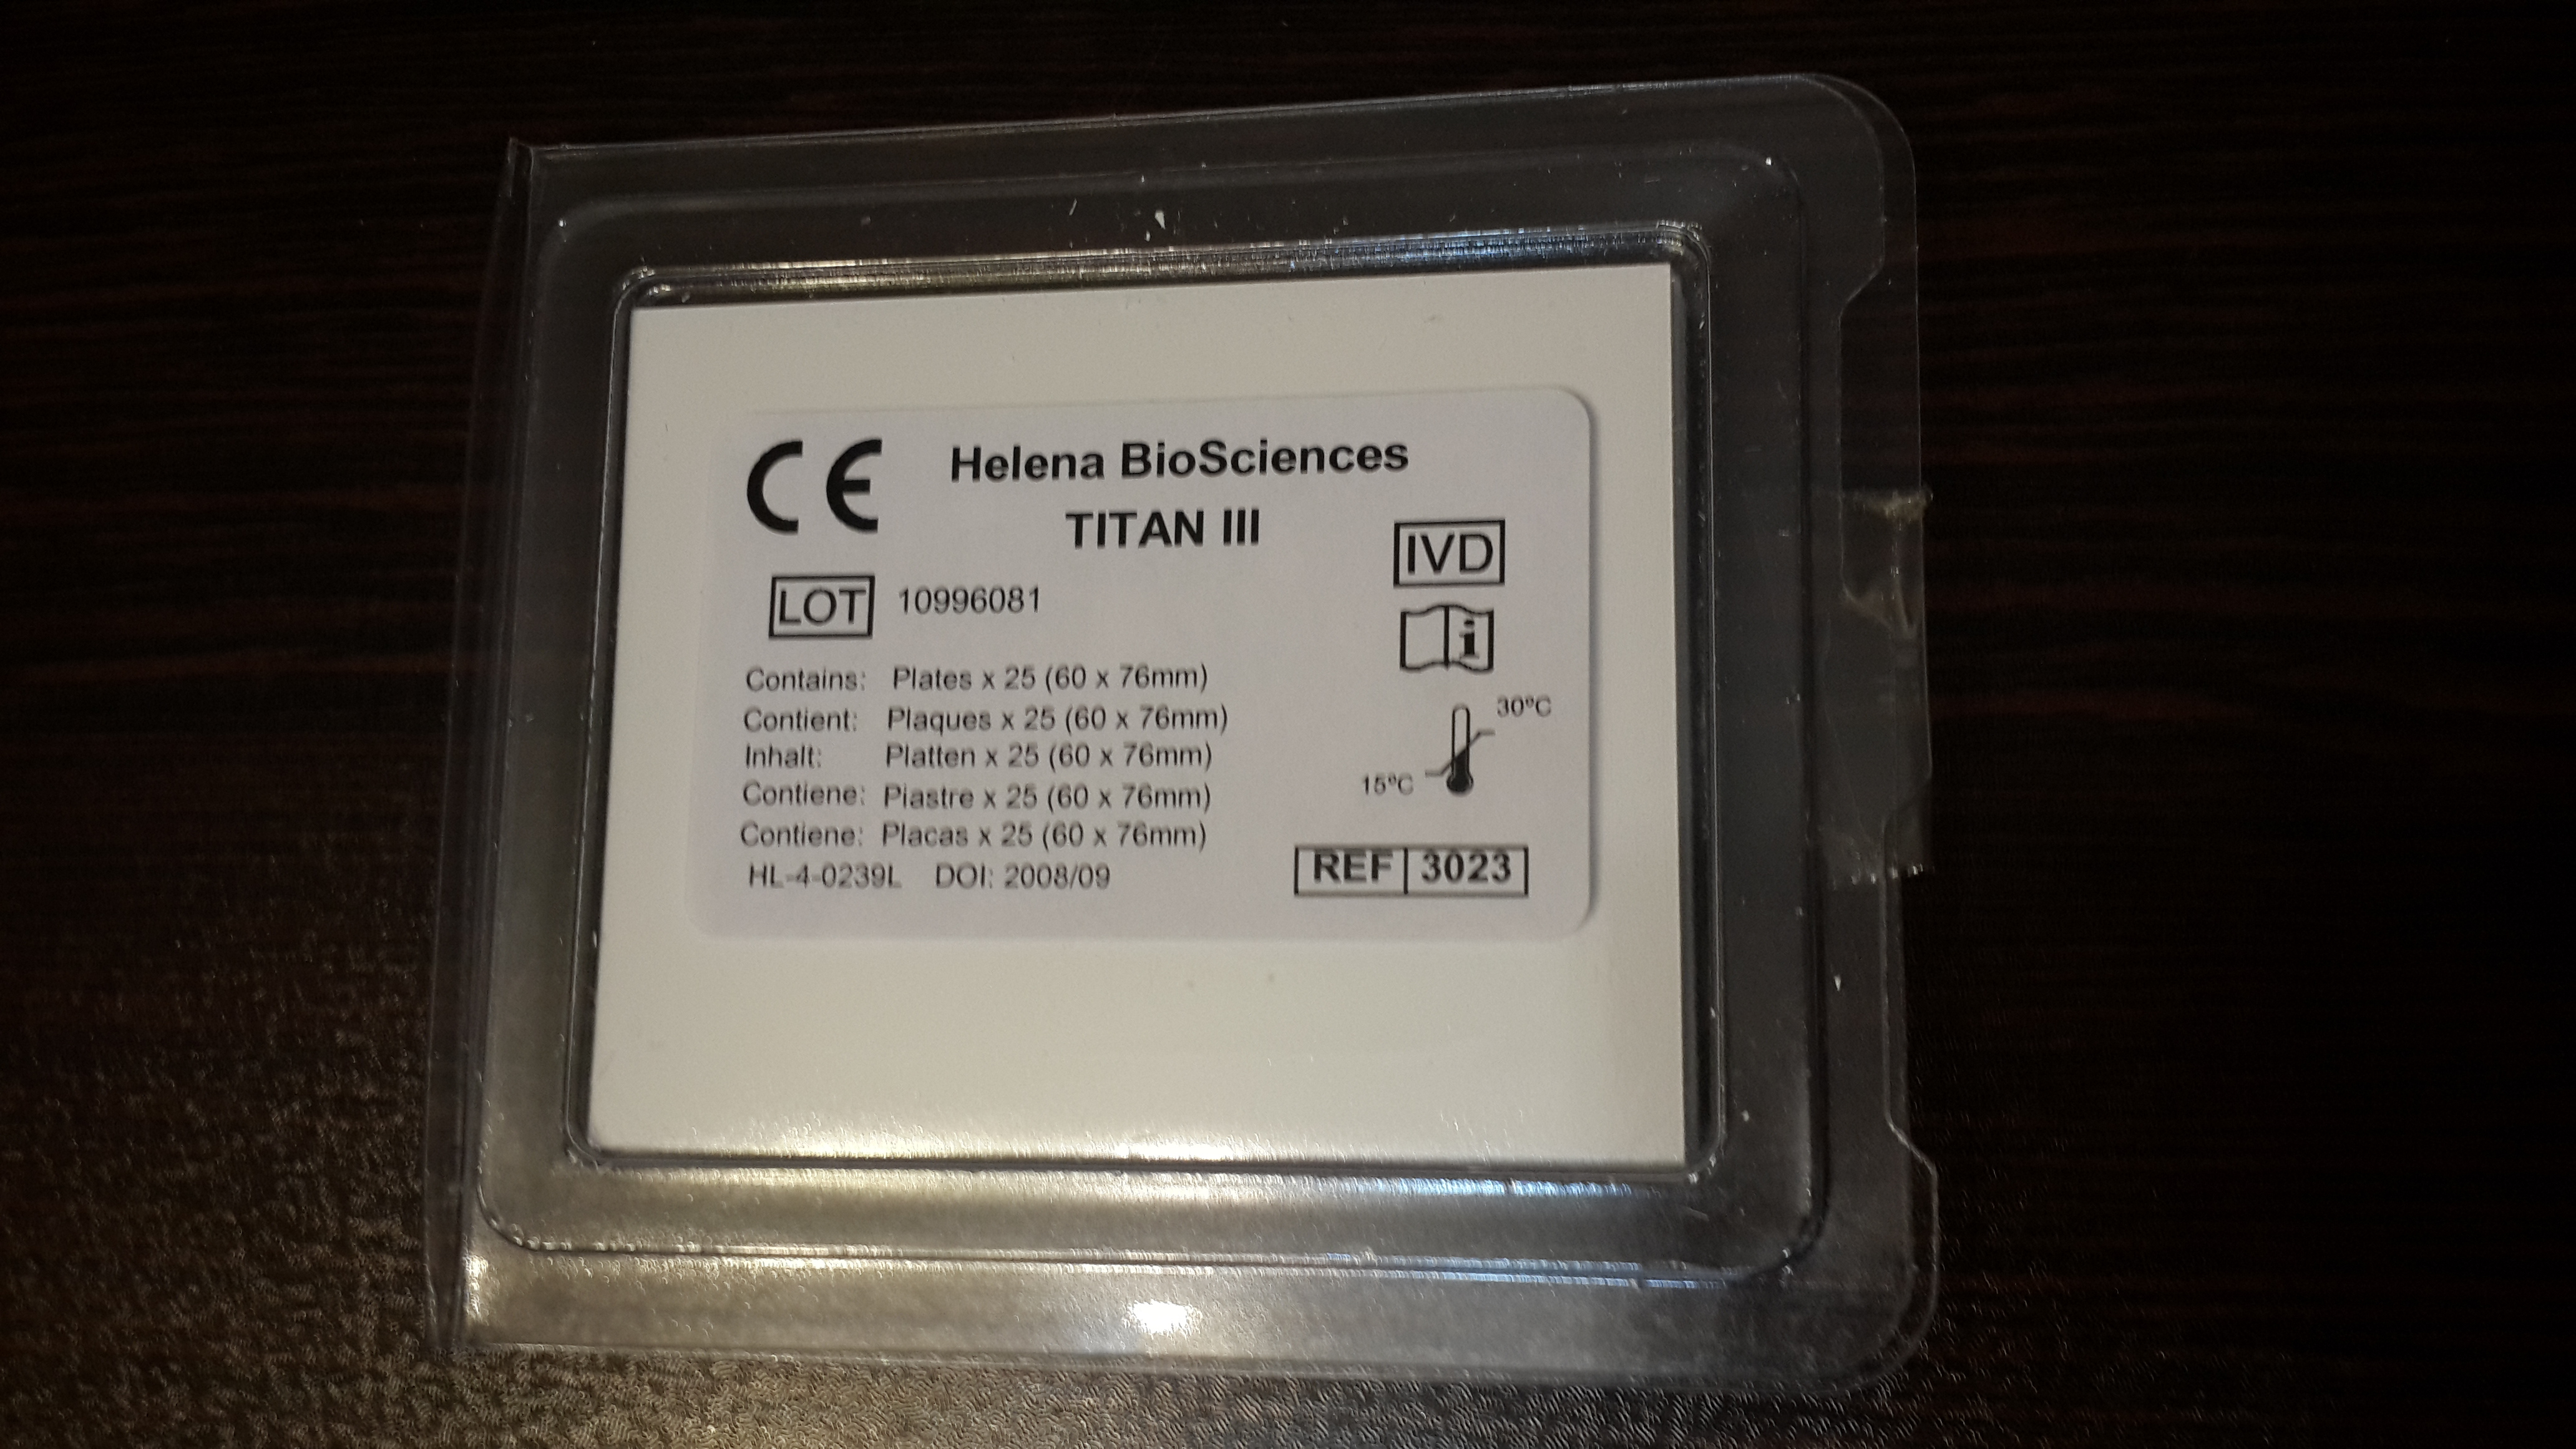 CE Helena BioSciences
TITAN III
IVD
LOT 10996081
i
Contains: Plates x 25 (60 x 76mm)
Contient: Plaques x 25 (60 x 76mm)
Inhalt: Platten x 25 (60 x 76mm)
Contiene: Piastre x 25 (60 x 76mm)
Contiene: Placas x 25 (60 x 76mm)
30ºC
15ºC
HL-4-0239L DOI: 2008/09
REF 3023